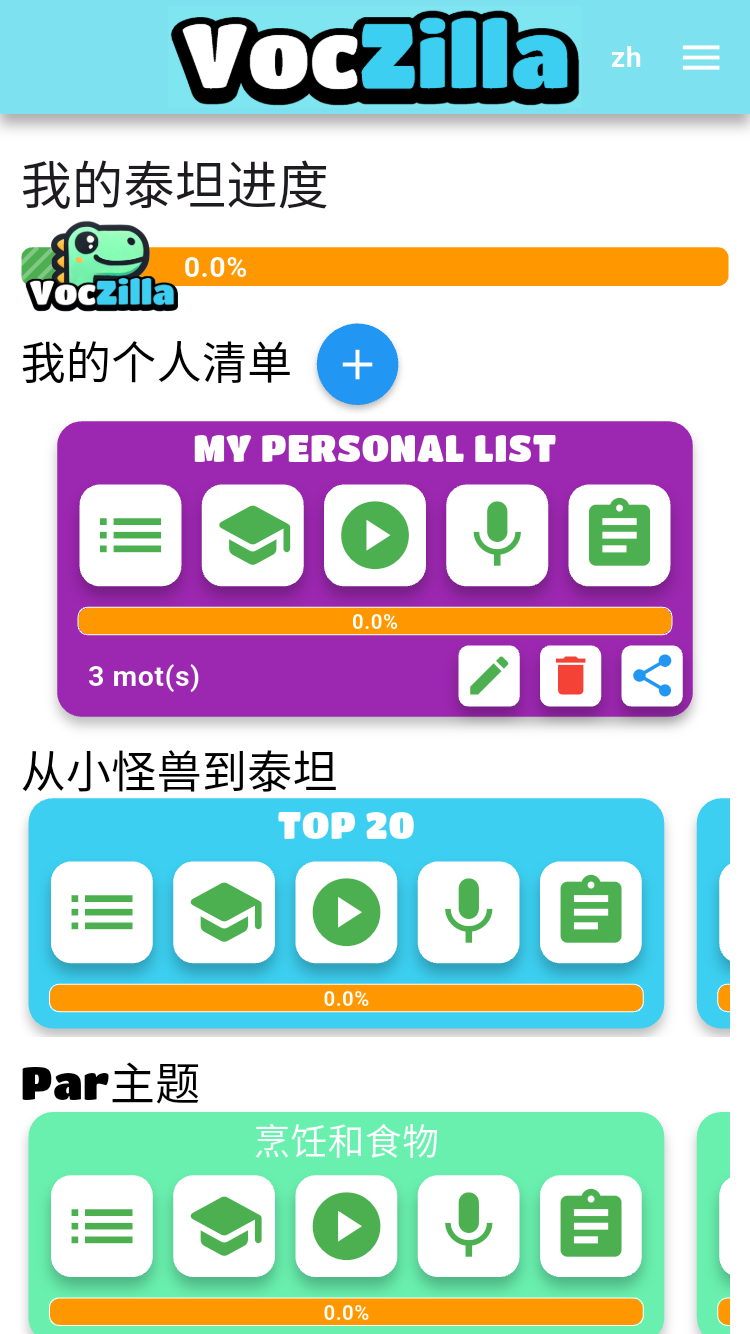 VocZilla
zh
我的泰坦进度
0.0%
VocZilla
我的个人清单
MY PERSONAL LIST
0.0%
3 mot(s)
从小怪兽到泰坦
TOP 20
0.0%
Par主题
烹饪和食物
0.0%